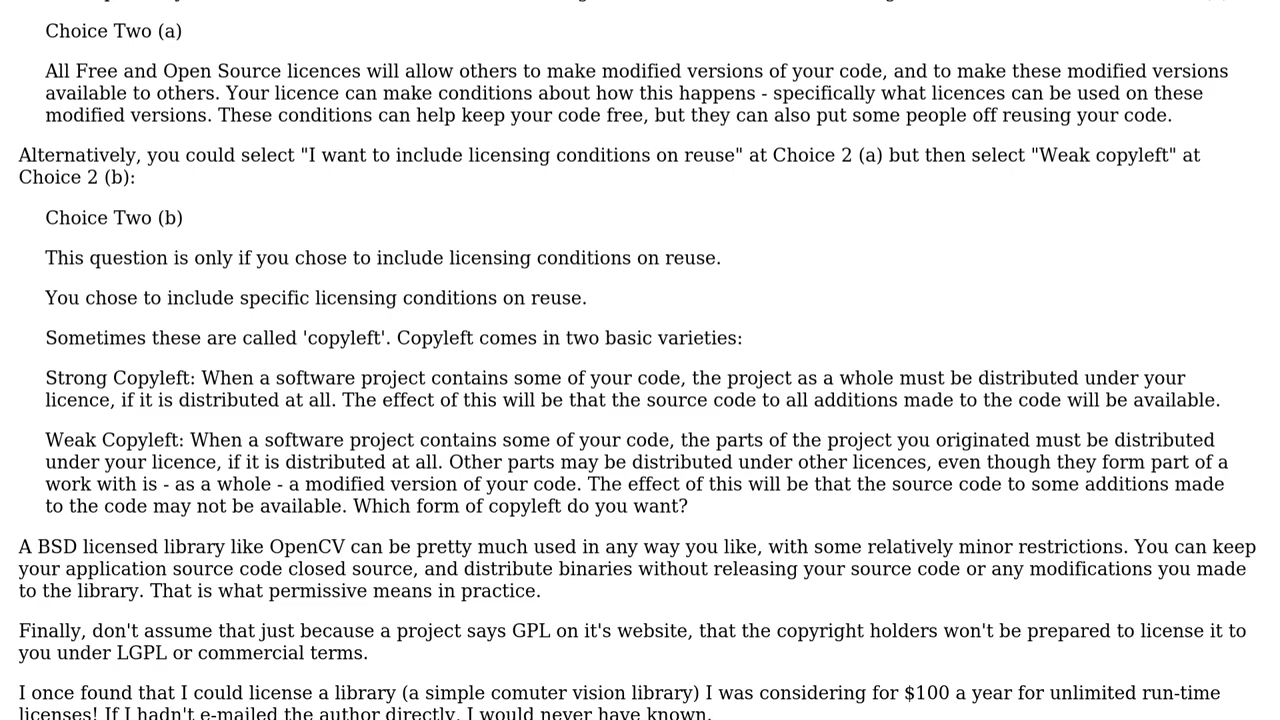 Choice Two (a)
All Free and Open Source licences will allow others to make modified versions of your code, and to make these modified versions
available to others. Your licence can make conditions about how this happens - specifically what licences can be used on these
modified versions. These conditions can help keep your code free, but they can also put some people off reusing your code.
Alternatively, you could select "I want to include licensing conditions on reuse" at Choice 2 (a) but then select "Weak copyleft" at
Choice 2 (b):
Choice Two (b)
This question is only if you chose to include licensing conditions on reuse.
You chose to include specific licensing conditions on reuse.
Sometimes these are called 'copyleft'. Copyleft comes in two basic varieties:
Strong Copyleft: When a software project contains some of your code, the project as a whole must be distributed under your
licence, if it is distributed at all. The effect of this will be that the source code to all additions made to the code will be available.
Weak Copyleft: When a software project contains some of your code, the parts of the project you originated must be distributed
under your licence, if it is distributed at all. Other parts may be distributed under other licences, even though they form part of a
work with is - as a whole - a modified version of your code. The effect of this will be that the source code to some additions made
to the code may not be available. Which form of copyleft do you want?
A BSD licensed library like OpenCV can be pretty much used in any way you like, with some relatively minor restrictions. You can keep
your application source code closed source, and distribute binaries without releasing your source code or any modifications you made
to the library. That is what permissive means in practice.
Finally, don't assume that just because a project says GPL on it's website, that the copyright holders won't be prepared to license it to
you under LGPL or commercial terms.
I once found that I could license a library (a simple comuter vision library) I was considering for $100 a year for unlimited run-time
licenses! If I hadn't e-mailed the author directly, I would never have known.